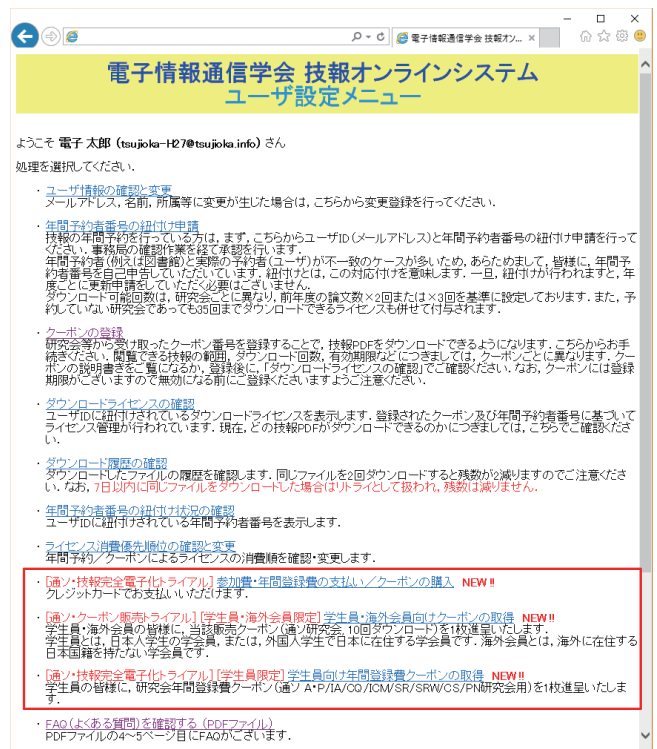 電子情報通信学会 技報オン... ×
電子情報通信学会 技報オンラインシステム
ユーザ設定メニュー
ようこそ 電子 太郎 (tsujioka-H27@tsujioka.info) さん
処理を選択してください.
・ ユーザ情報の確認と変更
メールアドレス, 名前, 所属等に変更が生じた場合は, こちらから変更登録を行ってください.
・ 年間予約者番号の紐付け申請
技報の年間予約を行っている方は, まず, こちらからユーザID(メールアドレス)と年間予約者番号の紐付け申請を行って
ください. 事務局の確認作業を経て承認を行います.
年間予約者(例えば図書館)と実際の予約者(ユーザ)が不一致のケースが多いため, あらためまして, 皆様に, 年間予
約者番号を自己申告していただいています. 紐付けとは, この対応付けを意味します. 一旦, 紐付けが行われますと, 年
度ごとに更新申請をしていただく必要はございません.
ダウンロード可能回数は, 研究会ごとに異なり, 前年度の論文数×2回または×3回を基準に設定しております. また, 予
約していない研究会であっても35回までダウンロードできるライセンスも併せて付与されます.
・ クーポンの登録
研究会等から受け取ったクーポン番号を登録することで, 技報PDFをダウンロードできるようになります. こちらからお手
続きください. 閲覧できる技報の範囲, ダウンロード回数, 有効期限などにつきましては, クーポンごとに異なります. クー
ポンの説明書きをご覧になるか, 登録後に, 「ダウンロードライセンスの確認」でご確認ください. なお, クーポンには登録
期限がございますので無効になる前にご登録くださいますようご注意ください.
・ ダウンロードライセンスの確認
ユーザIDに紐付けされているダウンロードライセンスを表示します. 登録されたクーポン及び年間予約者番号に基づいて
ライセンス管理が行われています. 現在, どの技報PDFがダウンロードできるのかにつきましては, こちらでご確認くださ
い.
・ ダウンロード履歴の確認
ダウンロードしたファイルの履歴を確認します. 同じファイルを2回ダウンロードすると残数が2減りますのでご注意くださ
い. なお, 7日以内に同じファイルをダウンロードした場合はリトライとして扱われ, 残数は減りません.
・ 年間予約者番号の紐付け状況の確認
ユーザIDに紐付けされている年間予約者番号を表示します.
・ ライセンス消費優先順位の確認と変更
年間予約/クーポンによるライセンスの消費順を確認・変更します.
・ [通ソ・技報完全電子化トライアル] 参加費・年間登録費の支払い/クーポンの購入 NEW!!
クレジットカードでお支払いいただけます.
・ [通ソ・クーポン販売トライアル] [学生員・海外会員限定] 学生員・海外会員向けクーポンの取得 NEW!!
学生員・海外会員の皆様に, 当該販売クーポン(通ソ研究会, 10回ダウンロード)を1枚進呈いたします.
学生員とは, 日本人学生の学会員, または, 外国人学生で日本に在住する学会員です. 海外会員とは, 海外に在住する
日本国籍を持たない学会員です.
・ [通ソ・技報完全電子化トライアル] [学生員限定] 学生員向け年間登録費クーポンの取得 NEW!!
学生員の皆様に, 研究会年間登録費クーポン(通ソ A・P/IA/CQ/ICM/SR/SRW/CS/PN研究会用)を1枚進呈いたしま
す.
・ FAQ(よくある質問)を確認する (PDFファイル)
PDFファイルの4～5ページ目にFAQがございます.